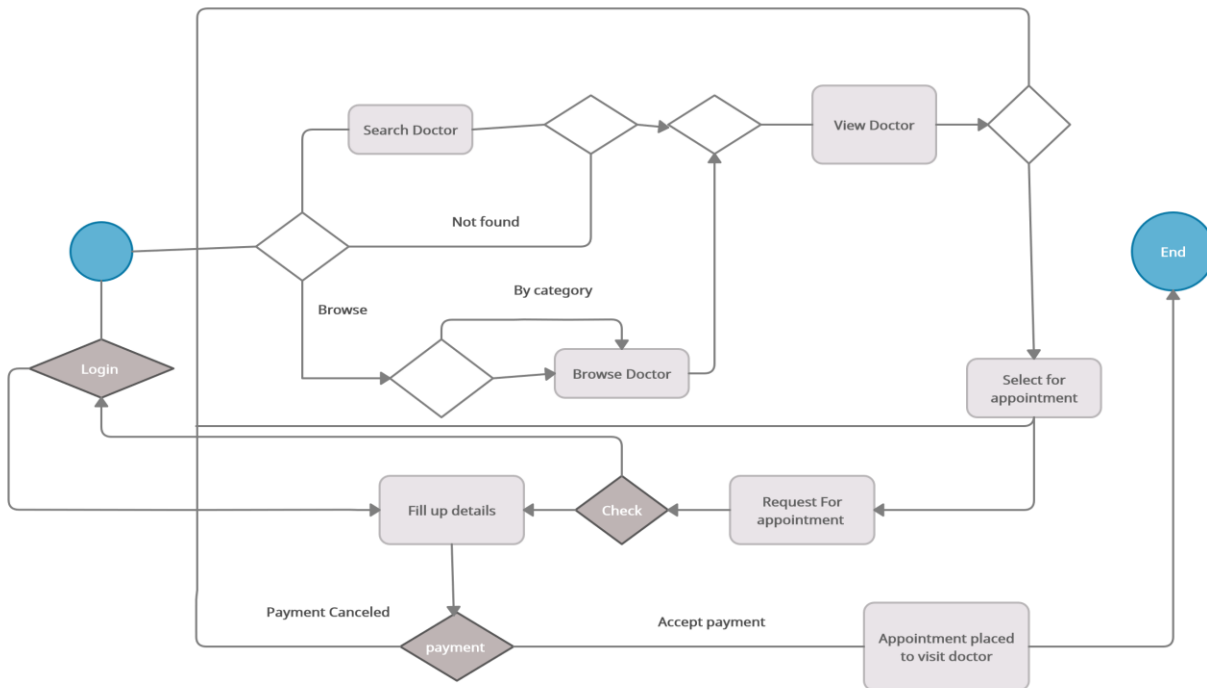 Search Doctor
View Doctor
Not found
End
By category
Browse
Login
Browse Doctor
Select for
appointment
Fill up details
Check
Request For
appointment
Payment Canceled
Accept payment
payment
Appointment placed
to visit doctor